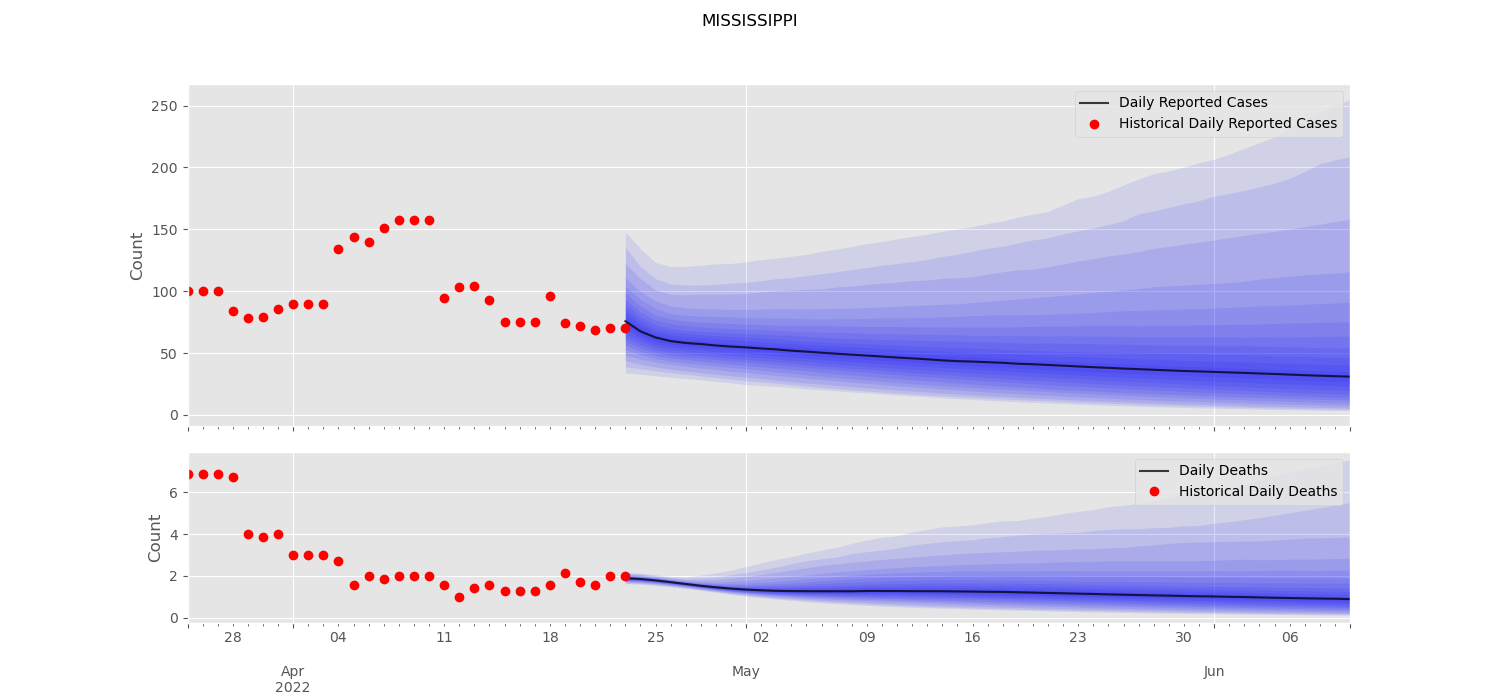 MISSISSIPPI
250
200
150
100
50
0
Count
Daily Reported Cases
Historical Daily Reported Cases
6
4
2
0
Count
Daily Deaths
Historical Daily Deaths
28 04 11 18 25 02 09 16 23 30 06
Apr May Jun
2022